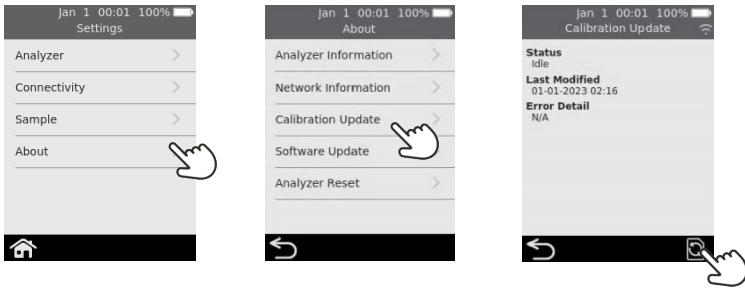 Jan 1 00:01 100%
Settings
Analyzer
Connectivity
Sample
About
Jan 1 00:01 100%
About
Analyzer Information
Network Information
Calibration Update
Software Update
Analyzer Reset
Jan 1 00:01 100%
Calibration Update
Status
Idle
Last Modified
01-01-2023 02:16
Error Detail
N/A